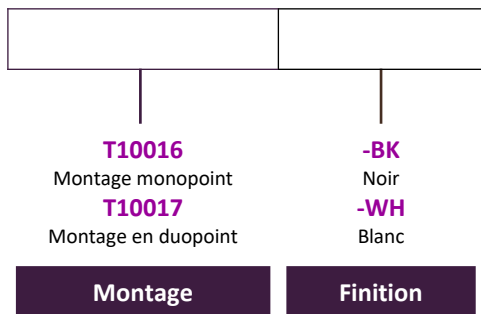 T10016
Montage monopoint
T10017
Montage en duopoint
-BK
Noir
-WH
Blanc
Montage
Finition